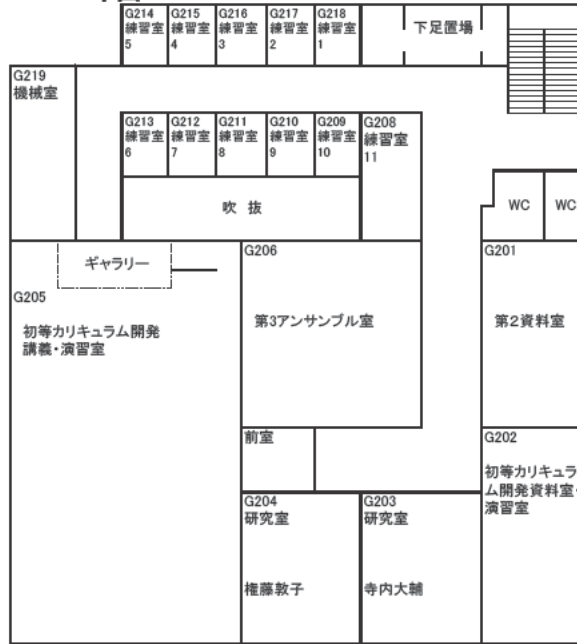 G214
練習室
5
G215
練習室
4
G216
練習室
3
G217
練習室
2
G218
練習室
1
下足置場
G219
機械室
G213
練習室
6
G212
練習室
7
G211
練習室
8
G210
練習室
9
G209
練習室
10
G208
練習室
11
吹 抜
WC
WC
ギャラリー
G205
初等カリキュラム開発
講義・演習室
G206
第3アンサンブル室
G201
第2資料室
前室
G202
初等カリキュラ
ム開発資料室・
演習室
G204
研究室
権藤敦子
G203
研究室
寺内大輔